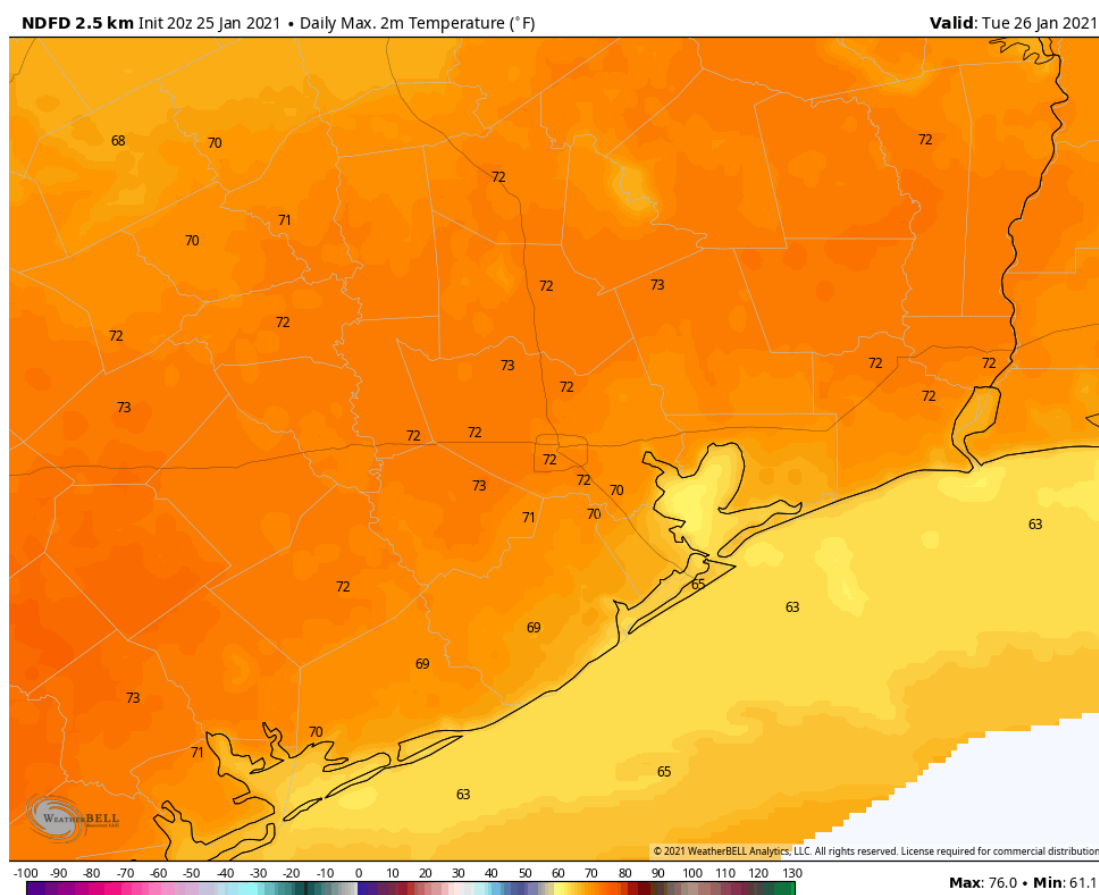 NDFD 2.5 km Init 20z 25 Jan 2021 • Daily Max. 2m Temperature (°F) Valid: Tue 26 Jan 2021
68 70 72
72
71
70
72 73
72
72
73 72 72
72
72
73
72 72
72
73 72 70
71 70
63
72 65
63
69
69
73
70
71
65
63
WEATHERBELL
© 2021 WeatherBELL Analytics, LLC. All rights reserved. License required for commercial distribution
-100 -90 -80 -70 -60 -50 -40 -30 -20 -10 0 10 20 30 40 50 60 70 80 90 100 110 120 130
Max: 76.0 • Min: 61.1